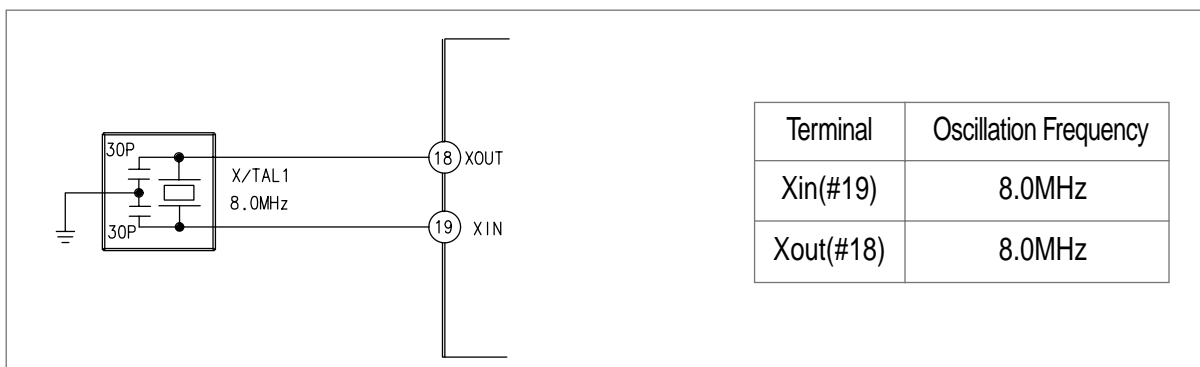 30P
X/TAL1
8.0MHz
30P
18 XOUT
19 XIN
Terminal Oscillation Frequency
Xin(#19) 8.0MHz
Xout(#18) 8.0MHz